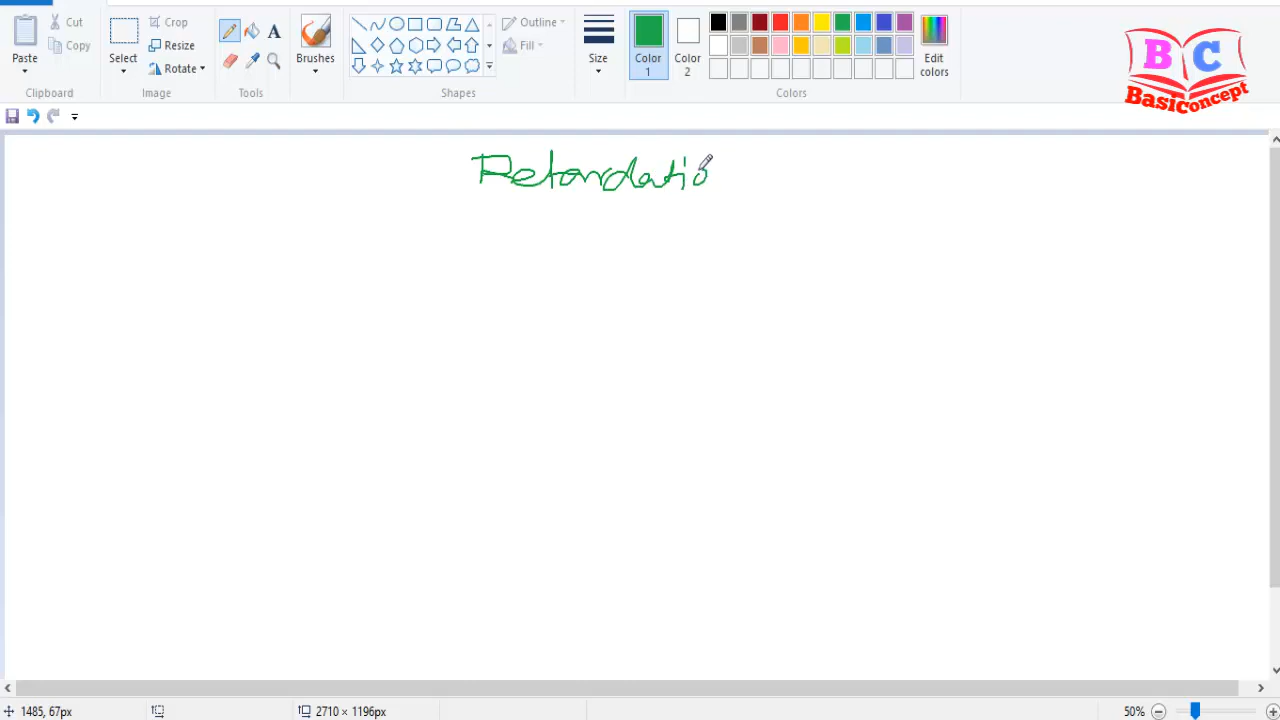 Cut
Crop
Outline
Paste
Copy
Select
Resize
Rotate
A
Brushes
Fill
Size
Color
1
Color
2
Edit
colors
Clipboard
Image
Tools
Shapes
Colors
B C
BasiConcept
Retardatio
1485, 67px
2710 × 1196px
50%